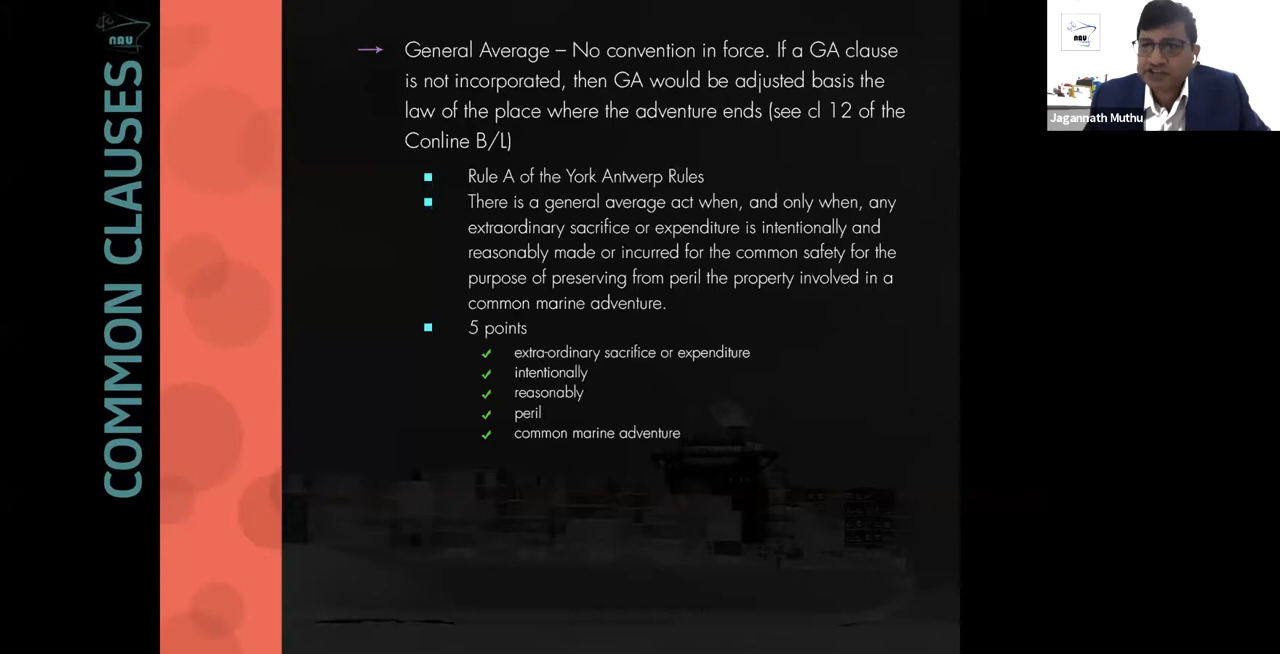 COMMON CLAUSES
nau
General Average – No convention in force. If a GA clause
is not incorporated, then GA would be adjusted basis the
law of the place where the adventure ends (see cl 12 of the
Conline B/L)
Rule A of the York Antwerp Rules
There is a general average act when, and only when, any
extraordinary sacrifice or expenditure is intentionally and
reasonably made or incurred for the common safety for the
purpose of preserving from peril the property involved in a
common marine adventure.
5 points
extra-ordinary sacrifice or expenditure
intentionally
reasonably
peril
common marine adventure
nau
Jagannath Muthu